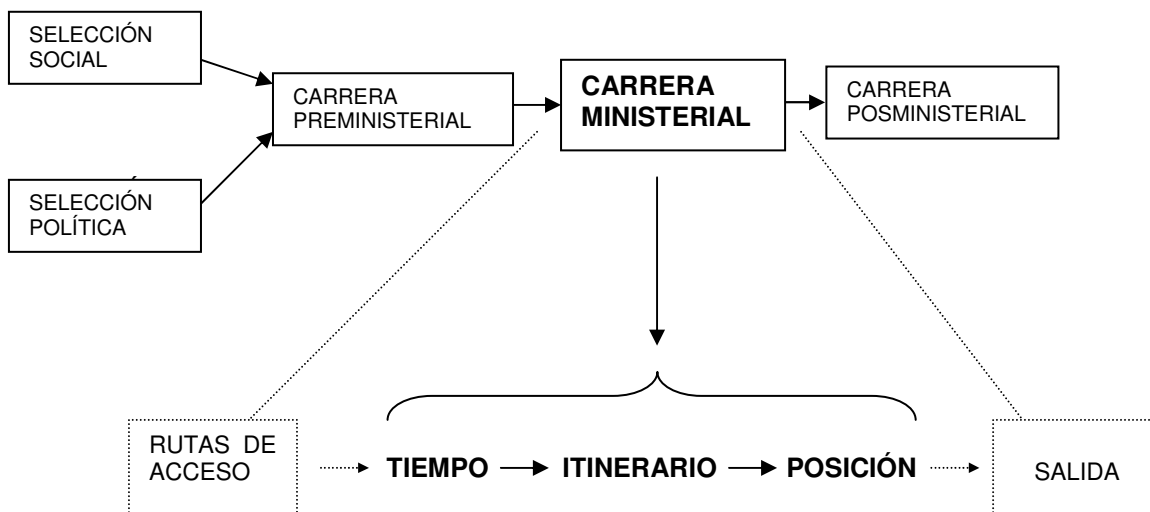 SELECCIÓN
SOCIAL
SELECCIÓN
POLÍTICA
CARRERA
PREMINISTERIAL
CARRERA
MINISTERIAL
CARRERA
POSMINISTERIAL
RUTAS DE
ACCESO
TIEMPO
ITINERARIO
POSICIÓN
SALIDA